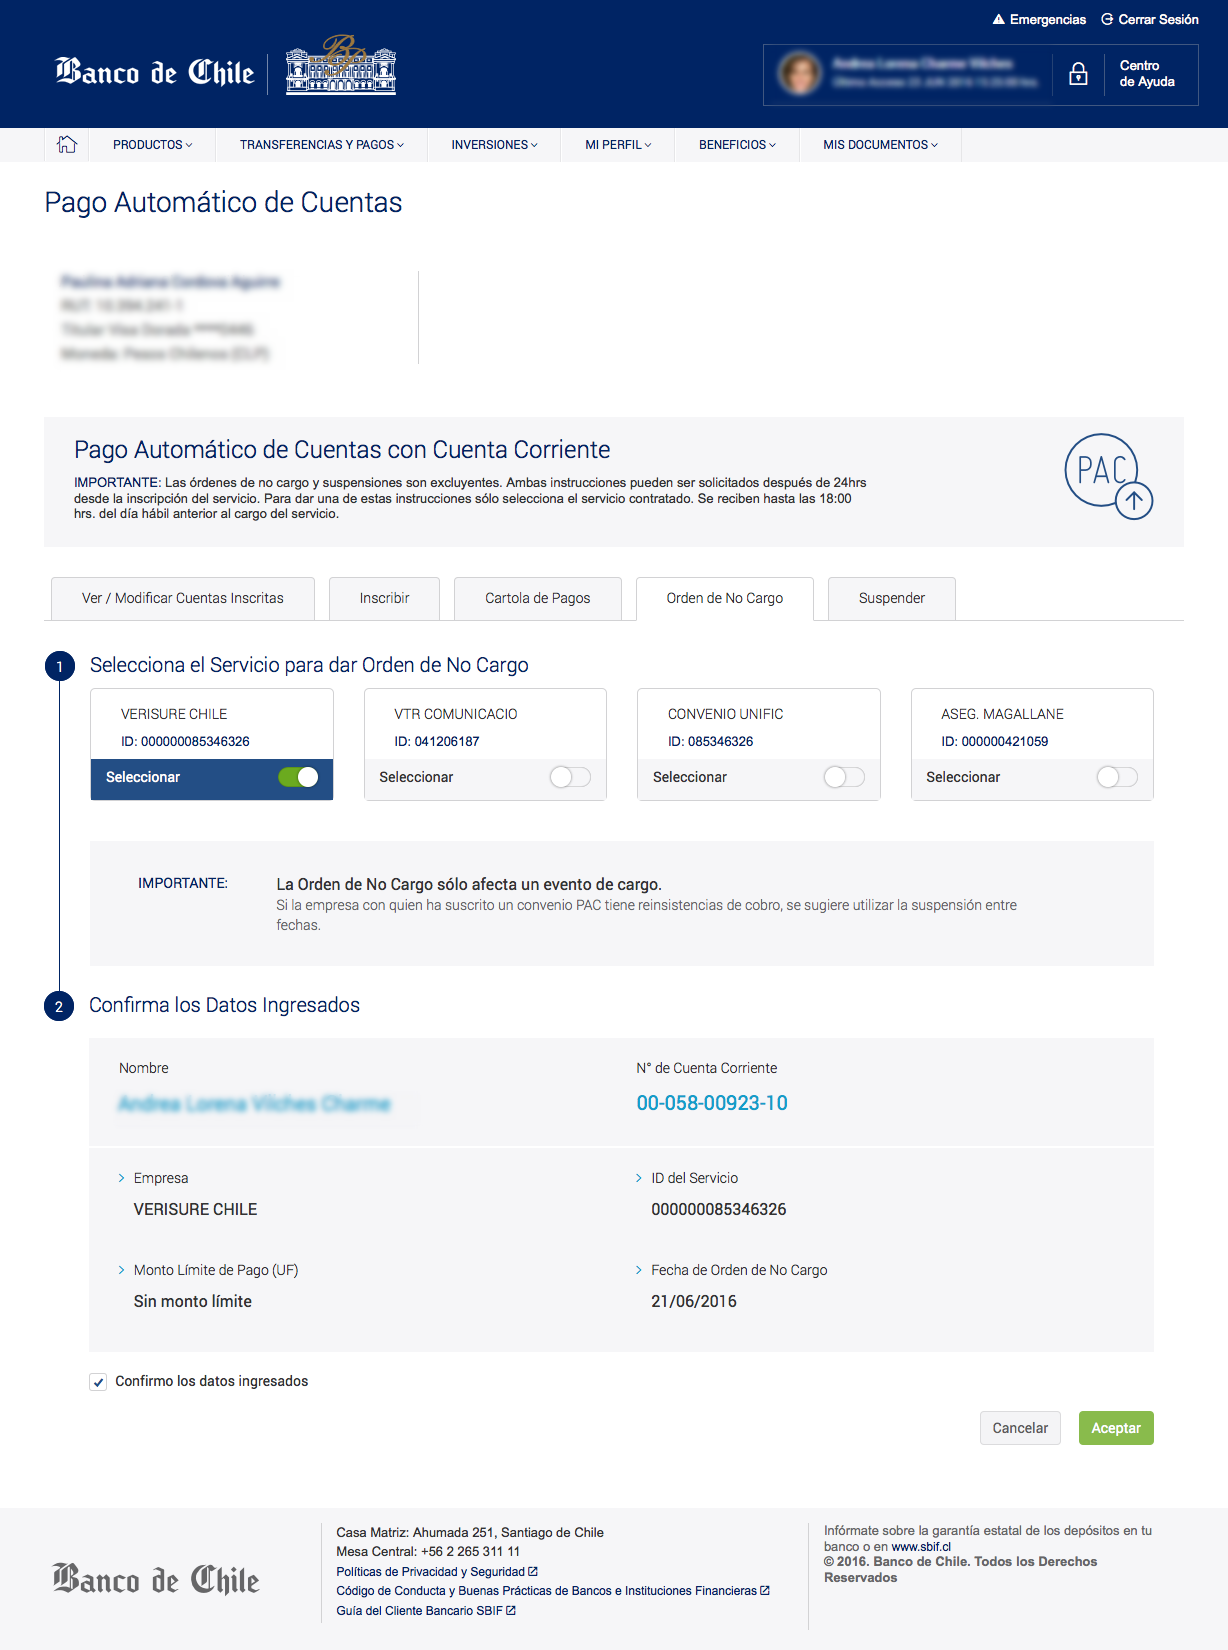 Emergencias Cerrar Sesión
Banco de Chile
Centro
de Ayuda
PRODUCTOS TRANSFERENCIAS Y PAGOS INVERSIONES MI PERFIL BENEFICIOS MIS DOCUMENTOS
Pago Automático de Cuentas
Pago Automático de Cuentas con Cuenta Corriente
IMPORTANTE: Las órdenes de no cargo y suspensiones son excluyentes. Ambas instrucciones pueden ser solicitados después de 24hrs
desde la inscripción del servicio. Para dar una de estas instrucciones sólo selecciona el servicio contratado. Se reciben hasta las 18:00
hrs. del día hábil anterior al cargo del servicio.
PAC
Ver / Modificar Cuentas Inscritas Inscribir Cartola de Pagos Orden de No Cargo Suspender
1 Selecciona el Servicio para dar Orden de No Cargo
VERISURE CHILE
ID: 000000085346326
Seleccionar
VTR COMUNICACIO
ID: 041206187
Seleccionar
CONVENIO UNIFIC
ID: 085346326
Seleccionar
ASEG. MAGALLANE
ID: 000000421059
Seleccionar
IMPORTANTE:
La Orden de No Cargo sólo afecta un evento de cargo.
Si la empresa con quien ha suscrito un convenio PAC tiene reinsistencias de cobro, se sugiere utilizar la suspensión entre
fechas.
2 Confirma los Datos Ingresados
Nombre
N° de Cuenta Corriente
00-058-00923-10
Empresa
VERISURE CHILE
ID del Servicio
000000085346326
Monto Límite de Pago (UF)
Sin monto límite
Fecha de Orden de No Cargo
21/06/2016
Confirmo los datos ingresados
Cancelar Aceptar
Banco de Chile
Casa Matriz: Ahumada 251, Santiago de Chile
Mesa Central: +56 2 265 311 11
Políticas de Privacidad y Seguridad
Código de Conducta y Buenas Prácticas de Bancos e Instituciones Financieras
Guía del Cliente Bancario SBIF
Infórmate sobre la garantía estatal de los depósitos en tu
banco o en www.sbif.cl
© 2016. Banco de Chile. Todos los Derechos
Reservados